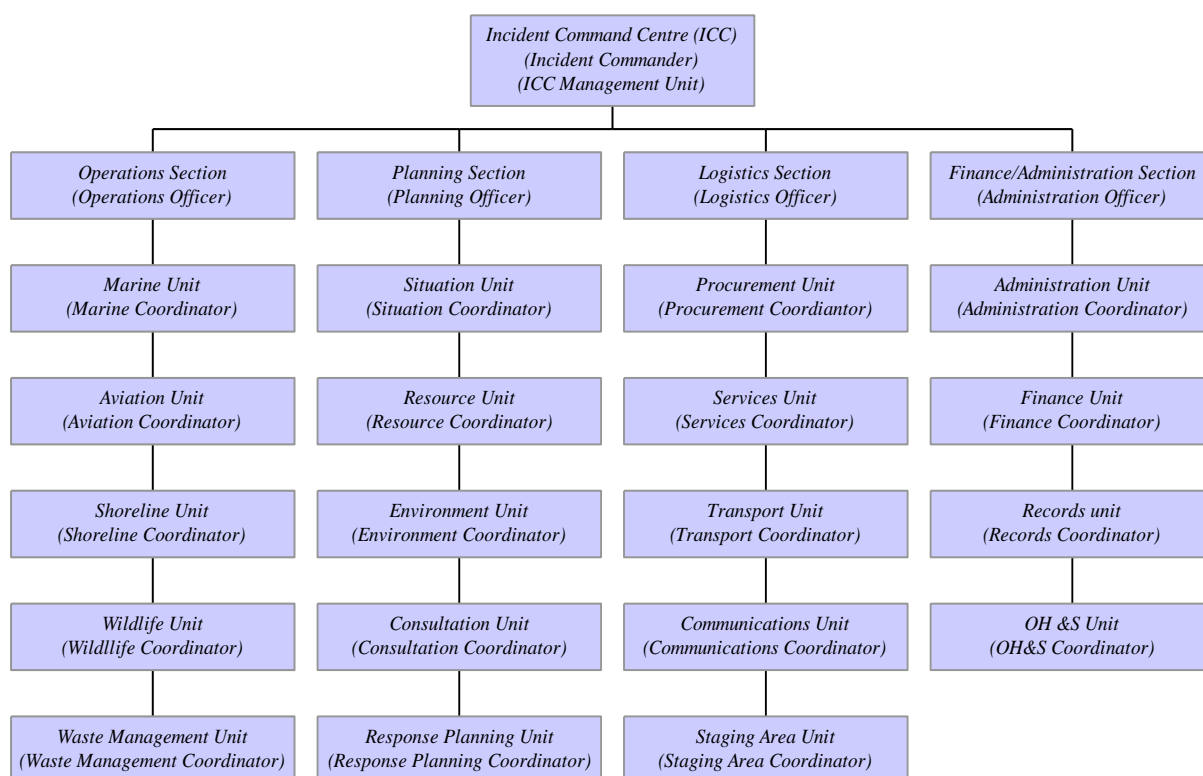 Incident Command Centre (ICC)
(Incident Commander)
(ICC Management Unit)
Operations Section
(Operations Officer)
Planning Section
(Planning Officer)
Logistics Section
(Logistics Officer)
Finance/Administration Section
(Administration Officer)
Marine Unit
(Marine Coordinator)
Situation Unit
(Situation Coordinator)
Procurement Unit
(Procurement Coordiantor)
Administration Unit
(Administration Coordinator)
Aviation Unit
(Aviation Coordinator)
Resource Unit
(Resource Coordinator)
Services Unit
(Services Coordinator)
Finance Unit
(Finance Coordinator)
Shoreline Unit
(Shoreline Coordinator)
Environment Unit
(Environment Coordinator)
Transport Unit
(Transport Coordinator)
Records unit
(Records Coordinator)
Wildlife Unit
(Wildllife Coordinator)
Consultation Unit
(Consultation Coordinator)
Communications Unit
(Communications Coordinator)
OH &S Unit
(OH&S Coordinator)
Waste Management Unit
(Waste Management Coordinator)
Response Planning Unit
(Response Planning Coordinator)
Staging Area Unit
(Staging Area Coordinator)